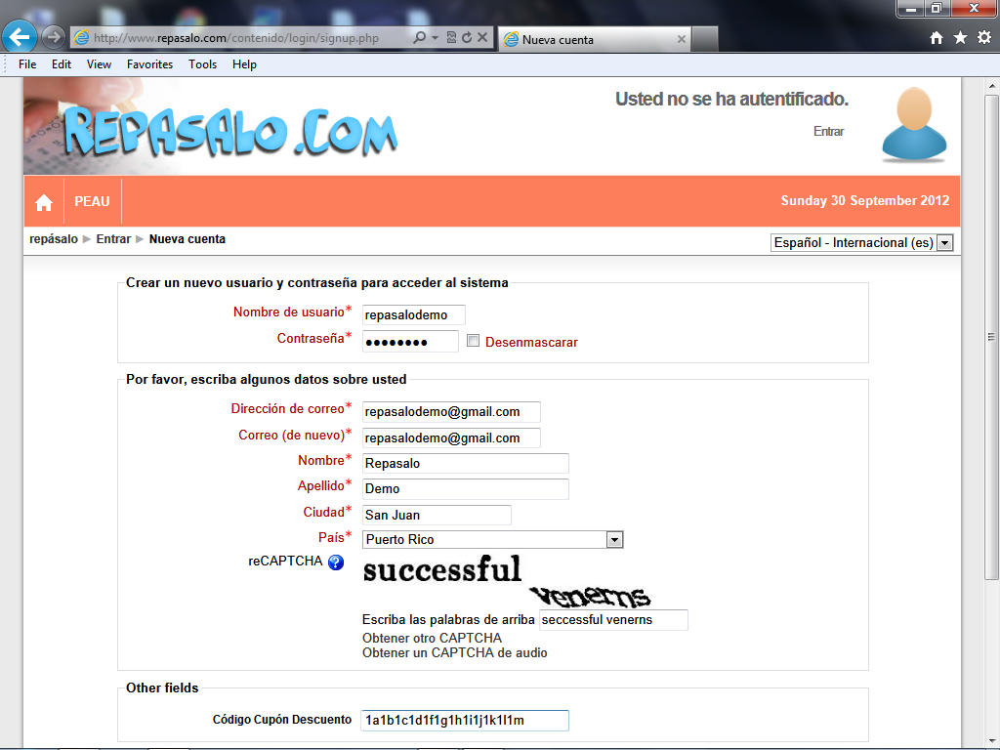 http://www.repasalo.com/contenido/login/signup.php
Nueva cuenta
File Edit View Favorites Tools Help
REPASALO.COM
Usted no se ha autentificado.
Entrar
PEAU
Sunday 30 September 2012
repásalo ► Entrar ► Nueva cuenta
Español - Internacional (es)
Crear un nuevo usuario y contraseña para acceder al sistema
Nombre de usuario* repasalodemo
Contraseña* ●●●●●●●● Desenmascarar
Por favor, escriba algunos datos sobre usted
Dirección de correo* repasalodemo@gmail.com
Correo (de nuevo)* repasalodemo@gmail.com
Nombre* Repasalo
Apellido* Demo
Ciudad* San Juan
País* Puerto Rico
reCAPTCHA ?
successful
venerns
Escriba las palabras de arriba seccessful venerns
Obtener otro CAPTCHA
Obtener un CAPTCHA de audio
Other fields
Código Cupón Descuento 1a1b1c1d1f1g1h1i1j1k1l1m